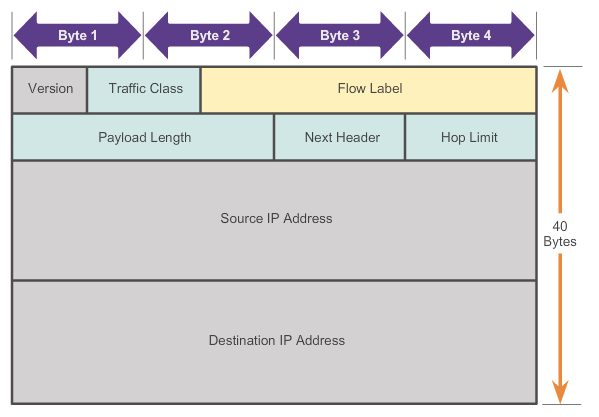 Byte 1 Byte 2 Byte 3 Byte 4
Version Traffic Class Flow Label
Payload Length Next Header Hop Limit
Source IP Address
40
Bytes
Destination IP Address